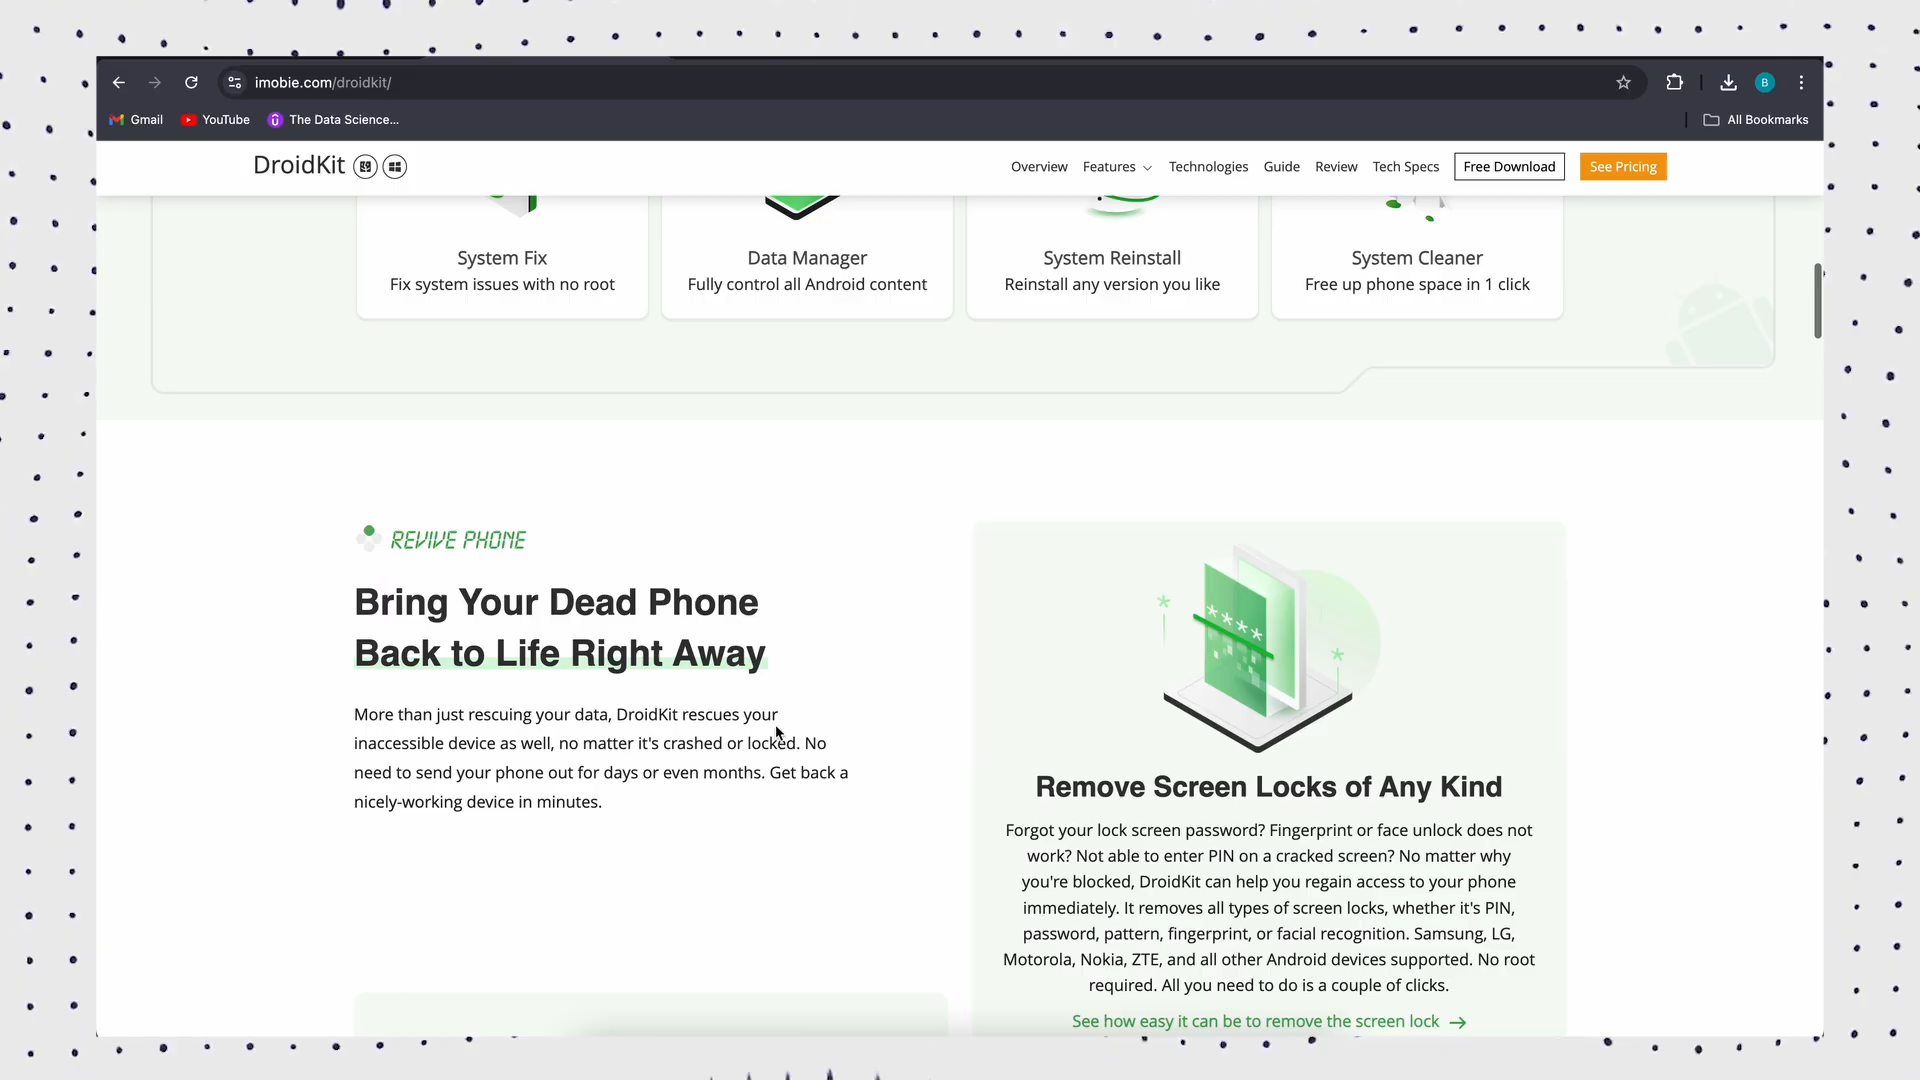 imobie.com/droidkit/
B
Gmail
YouTube
The Data Science...
All Bookmarks
DroidKit
Overview
Features
Technologies
Guide
Review
Tech Specs
Free Download
See Pricing
System Fix
Fix system issues with no root
Data Manager
Fully control all Android content
System Reinstall
Reinstall any version you like
System Cleaner
Free up phone space in 1 click
REVIVE PHONE
Bring Your Dead Phone
Back to Life Right Away
More than just rescuing your data, DroidKit rescues your
inaccessible device as well, no matter it's crashed or locked. No
need to send your phone out for days or even months. Get back a
nicely-working device in minutes.
****
Remove Screen Locks of Any Kind
Forgot your lock screen password? Fingerprint or face unlock does not
work? Not able to enter PIN on a cracked screen? No matter why
you're blocked, DroidKit can help you regain access to your phone
immediately. It removes all types of screen locks, whether it's PIN,
password, pattern, fingerprint, or facial recognition. Samsung, LG,
Motorola, Nokia, ZTE, and all other Android devices supported. No root
required. All you need to do is a couple of clicks.
See how easy it can be to remove the screen lock